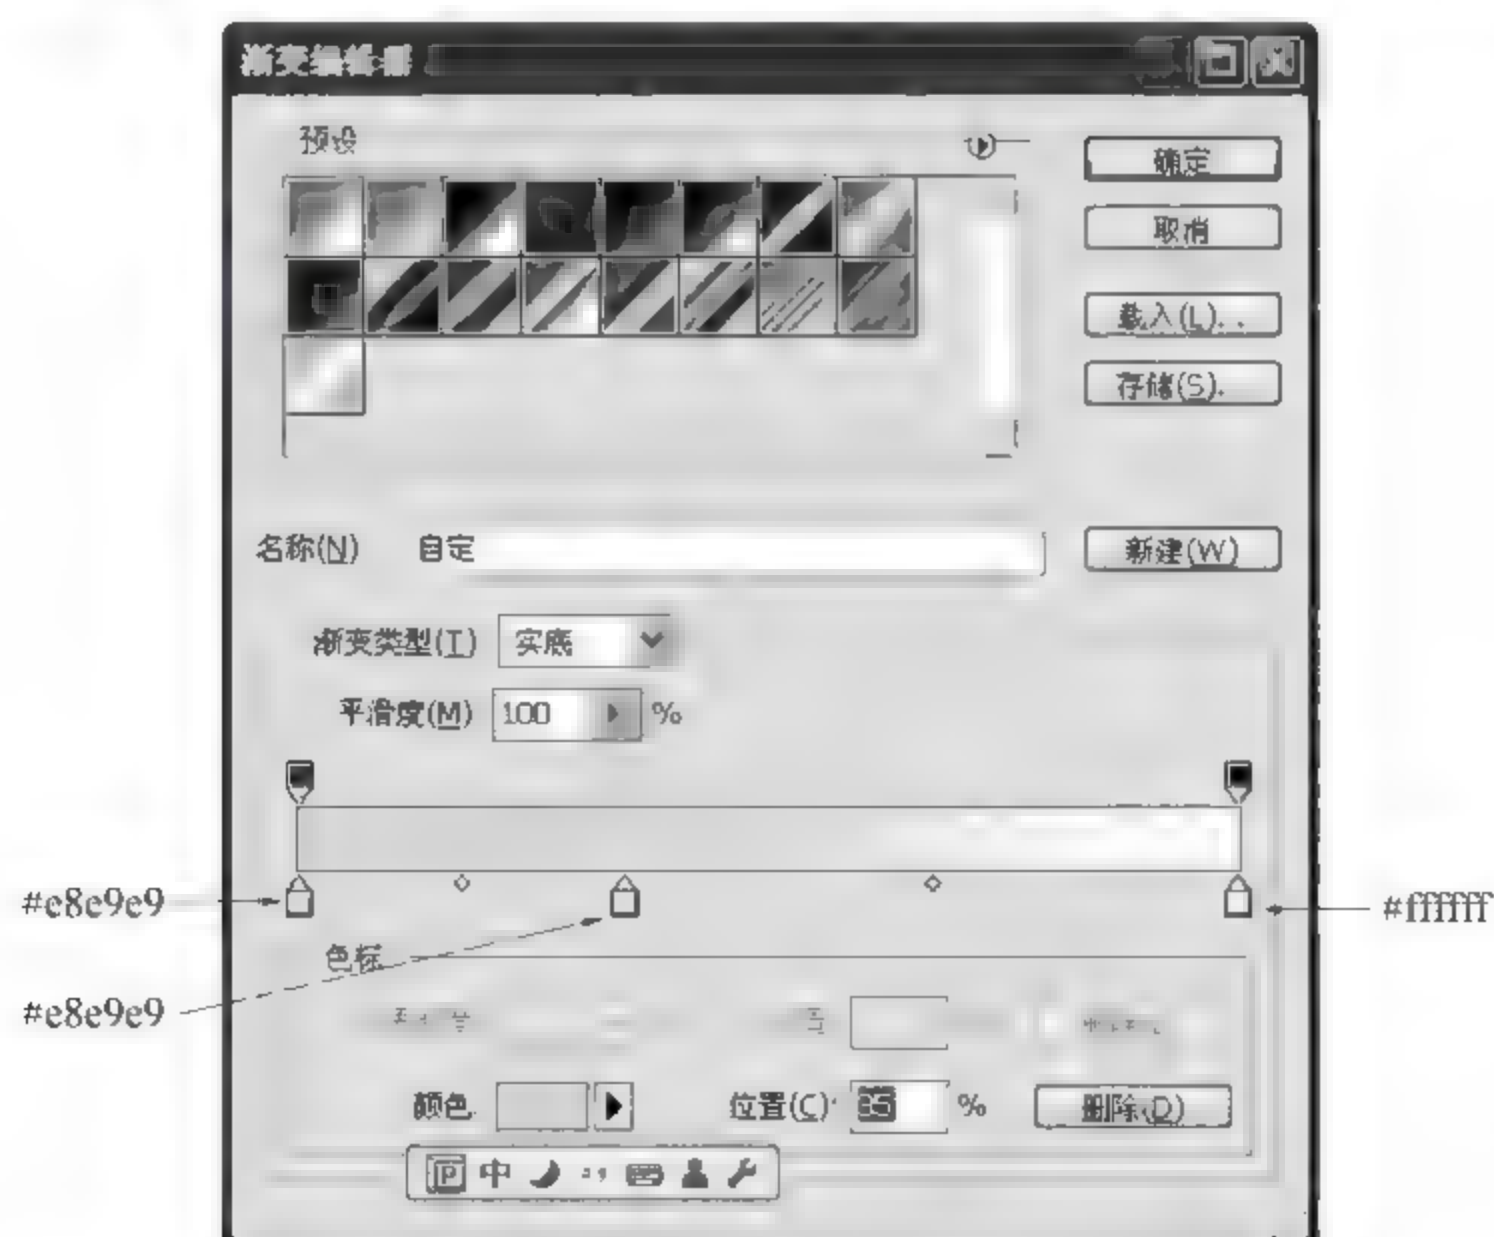 渐变编辑器
预设
确定
取消
载入(L)..
存储(S).
名称(N) 自定
新建(W)
渐变类型(T) 实底
平滑度(M) 100 %
#e8e9e9
#ffffff
色标
#e8e9e9
颜色
位置(C): %
删除(D)
中